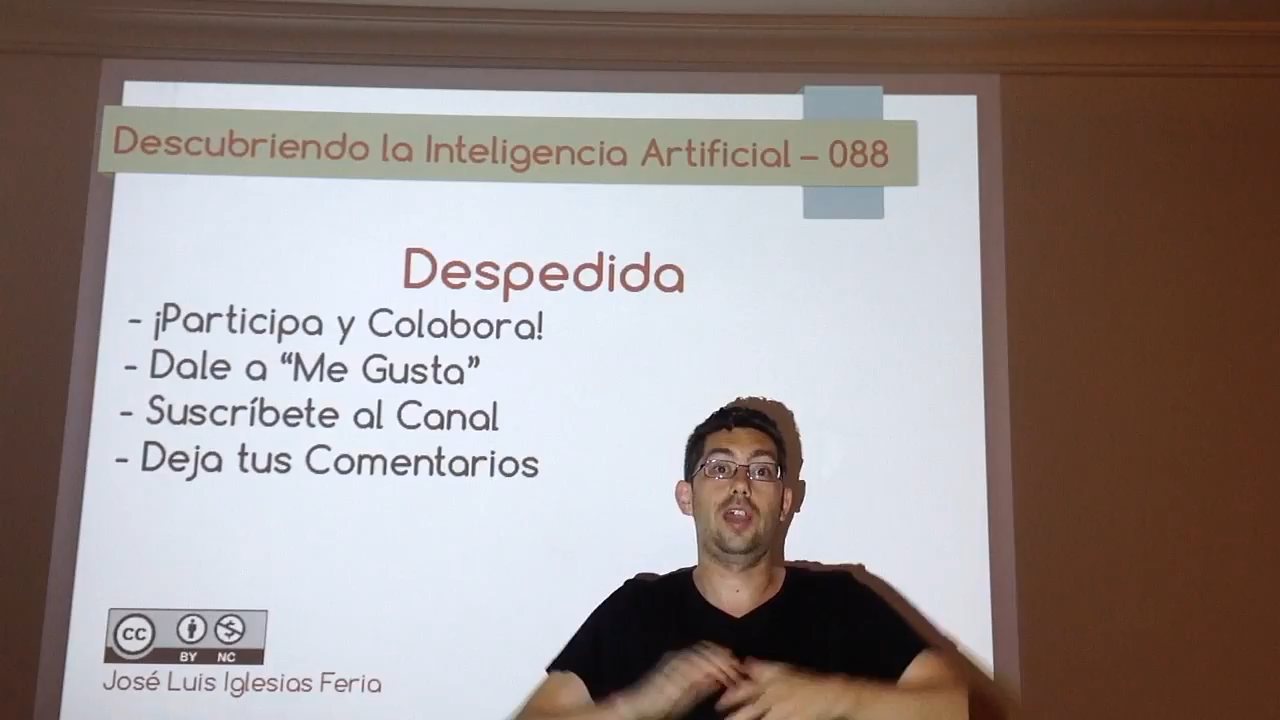 Descubriendo la Inteligencia Artificial – 088
Despedida
- ¡Participa y Colabora!
- Dale a “Me Gusta”
- Suscríbete al Canal
- Deja tus Comentarios
CC
BY NC
José Luis Iglesias Feria